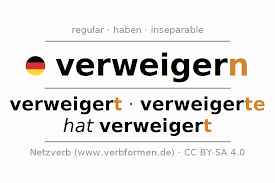 regular · haben · inseparable
verweigern
verweigert · verweigerte
hat verweigert
Netzverb (www.verbformen.de) · CC BY-SA 4.0